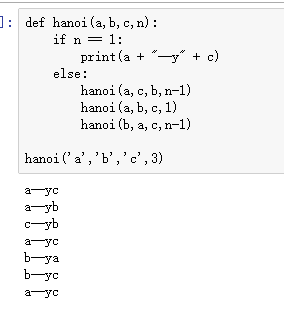 ]: def hanoi(a,b,c,n):
if n == 1:
print(a + "—y" + c)
else:
hanoi(a,c,b,n-1)
hanoi(a,b,c,1)
hanoi(b,a,c,n-1)
hanoi('a','b','c',3)
a—yc
a—yb
c—yb
a—yc
b—ya
b—yc
a—yc